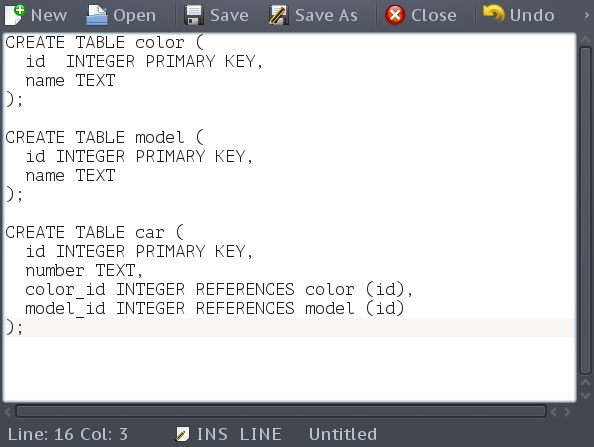 New Open Save Save As Close Undo
CREATE TABLE color (
  id  INTEGER PRIMARY KEY,
  name TEXT
);

CREATE TABLE model (
  id INTEGER PRIMARY KEY,
  name TEXT
);

CREATE TABLE car (
  id INTEGER PRIMARY KEY,
  number TEXT,
  color_id INTEGER REFERENCES color (id),
  model_id INTEGER REFERENCES model (id)
);
Line: 16 Col: 3 INS LINE Untitled